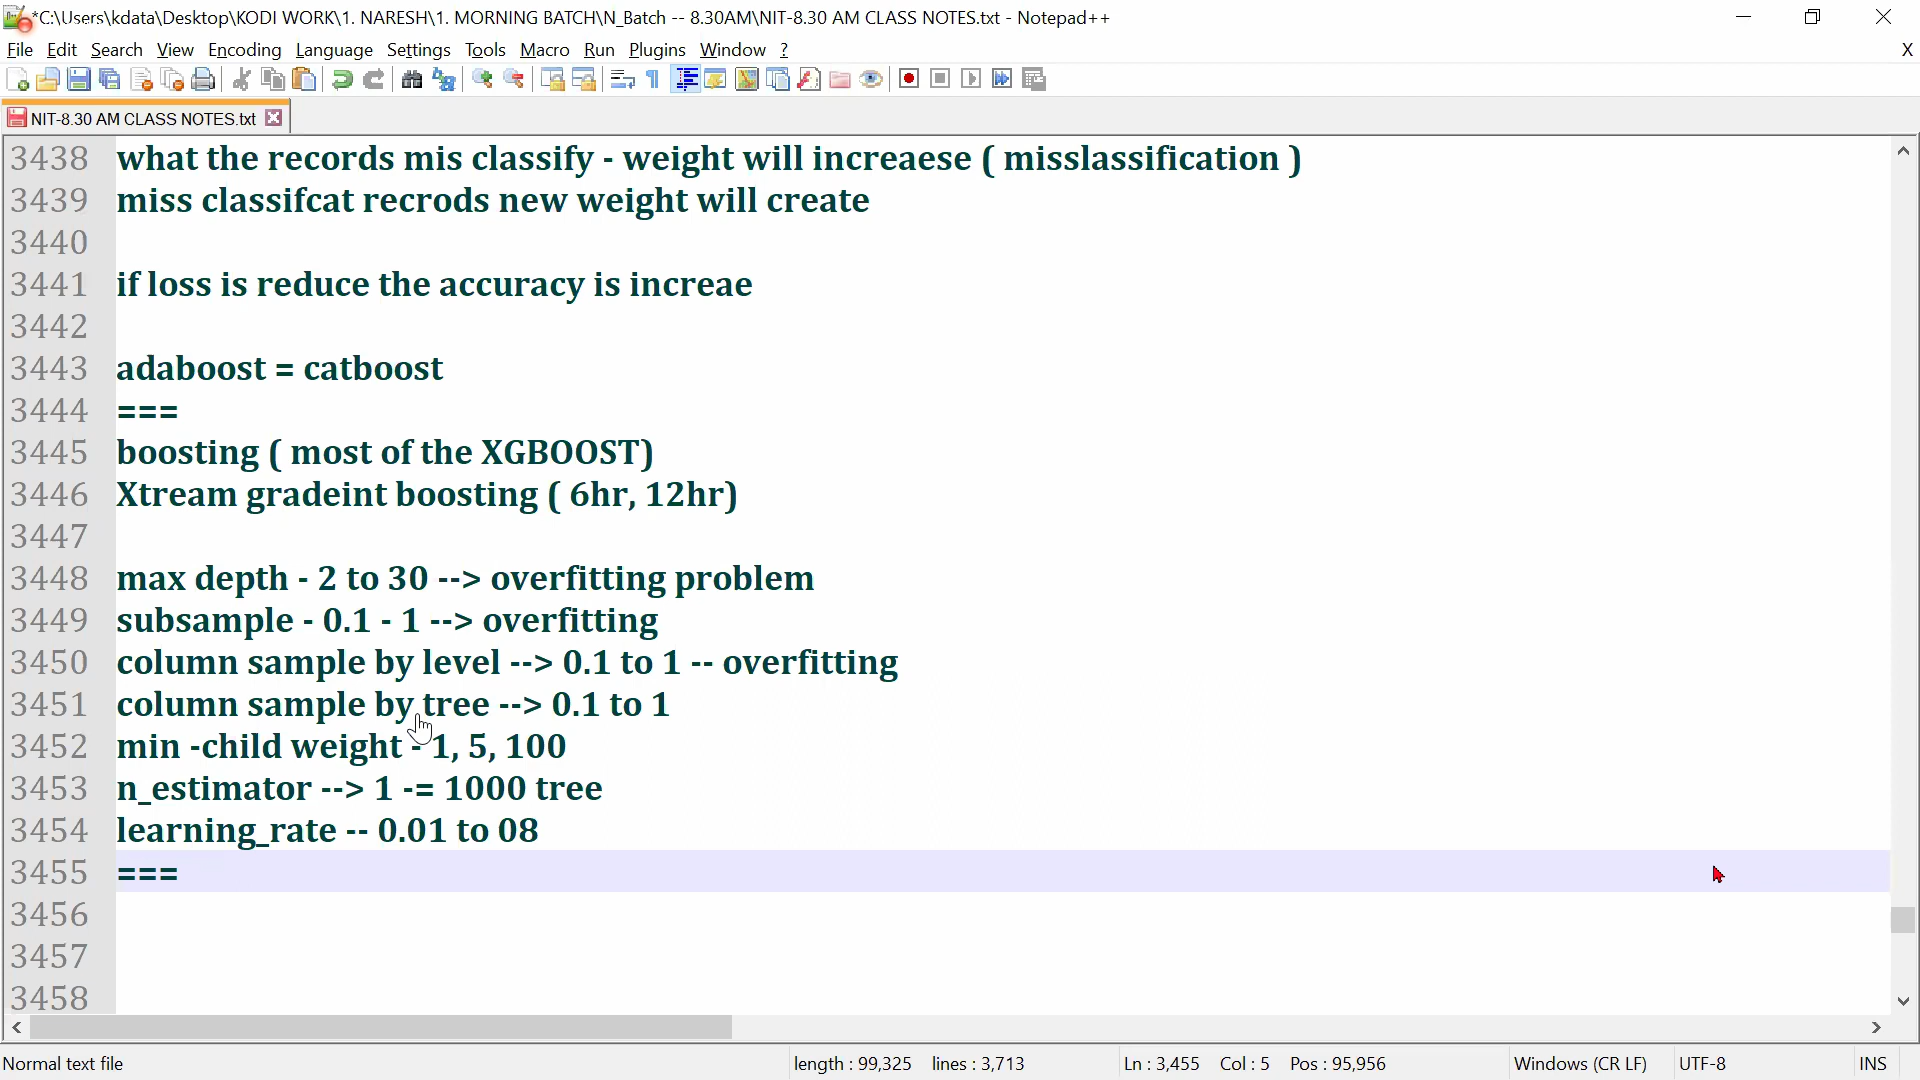 *C:\Users\kdata\Desktop\KODI WORK\1. NARESH\1. MORNING BATCH\N_Batch -- 8.30AM\NIT-8.30 AM CLASS NOTES.txt - Notepad++
File Edit Search View Encoding Language Settings Tools Macro Run Plugins Window ? X
NIT-8.30 AM CLASS NOTES.txt
3438 what the records mis classify - weight will increaese ( misslassification )
3439 miss classifcat recrods new weight will create
3440
3441 if loss is reduce the accuracy is increae
3442
3443 adaboost = catboost
3444 ===
3445 boosting ( most of the XGBOOST)
3446 Xtream gradeint boosting ( 6hr, 12hr)
3447
3448 max depth - 2 to 30 --> overfitting problem
3449 subsample - 0.1 - 1 --> overfitting
3450 column sample by level --> 0.1 to 1 -- overfitting
3451 column sample by tree --> 0.1 to 1
3452 min -child weight - 1, 5, 100
3453 n_estimator --> 1 -= 1000 tree
3454 learning_rate -- 0.01 to 08
3455 ===
3456
3457
3458
Normal text file length : 99,325 lines : 3,713 Ln : 3,455 Col : 5 Pos : 95,956 Windows (CR LF) UTF-8 INS